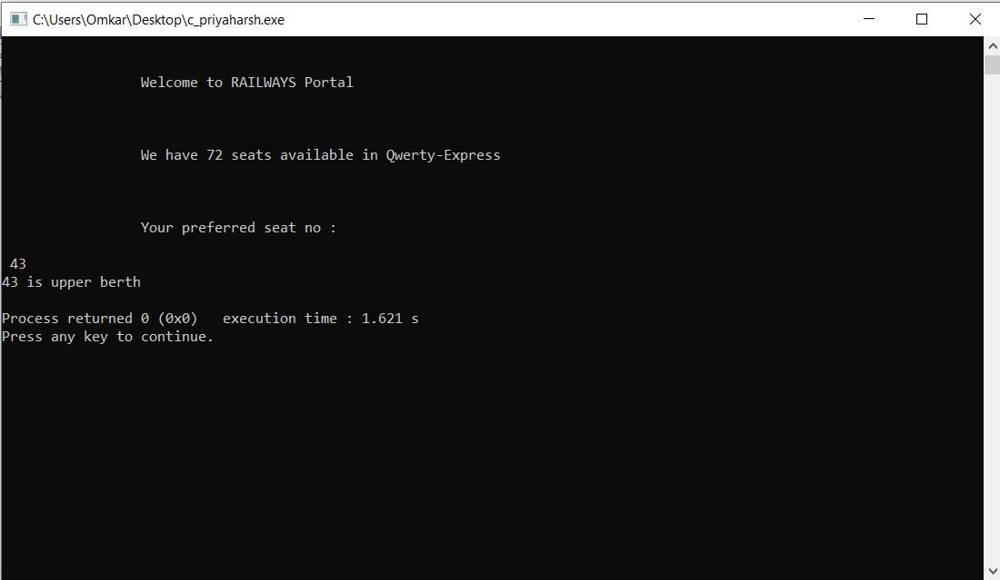 C:\Users\Omkar\Desktop\c_priyaharsh.exe
Welcome to RAILWAYS Portal
We have 72 seats available in Qwerty-Express
Your preferred seat no :
43
43 is upper berth
Process returned 0 (0x0)   execution time : 1.621 s
Press any key to continue.